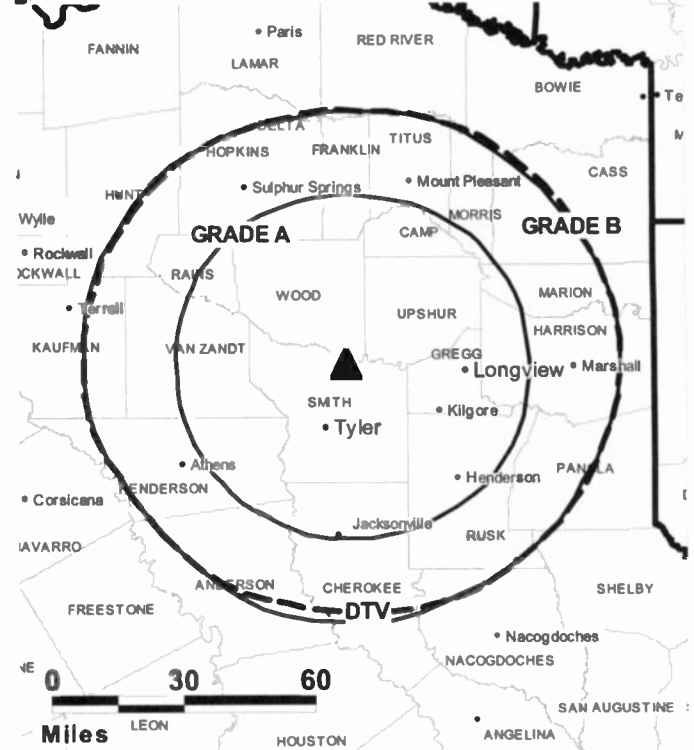 Paris
RED RIVER
FANNIN
LAMAR
BOWIE
Te
DELTA
TITUS
HOPKINS
FRANKLIN
CASS
Sulphur Springs
Mount Pleasant
HUNT
MORRIS
Wylle
GRADE A
CAMP
GRADE B
Rockwall
OCKWALL
RAINS
WOOD
MARION
Terrell
UPSHUR
HARRISON
KAUFMAN
VAN ZANDT
GREGG
Longview
Marshall
SMITH
Kilgore
Tyler
Athens
PANOLA
Henderson
HENDERSON
Corsicana
Jacksonville
RUSK
AVARRO
ANDERSON
CHEROKEE
SHELBY
FREESTONE
DTV
Nacogdoches
NACOGDOCHES
NE
0 30 60
SAN AUGUSTINE
Miles
LEON
ANGELINA
HOUSTON